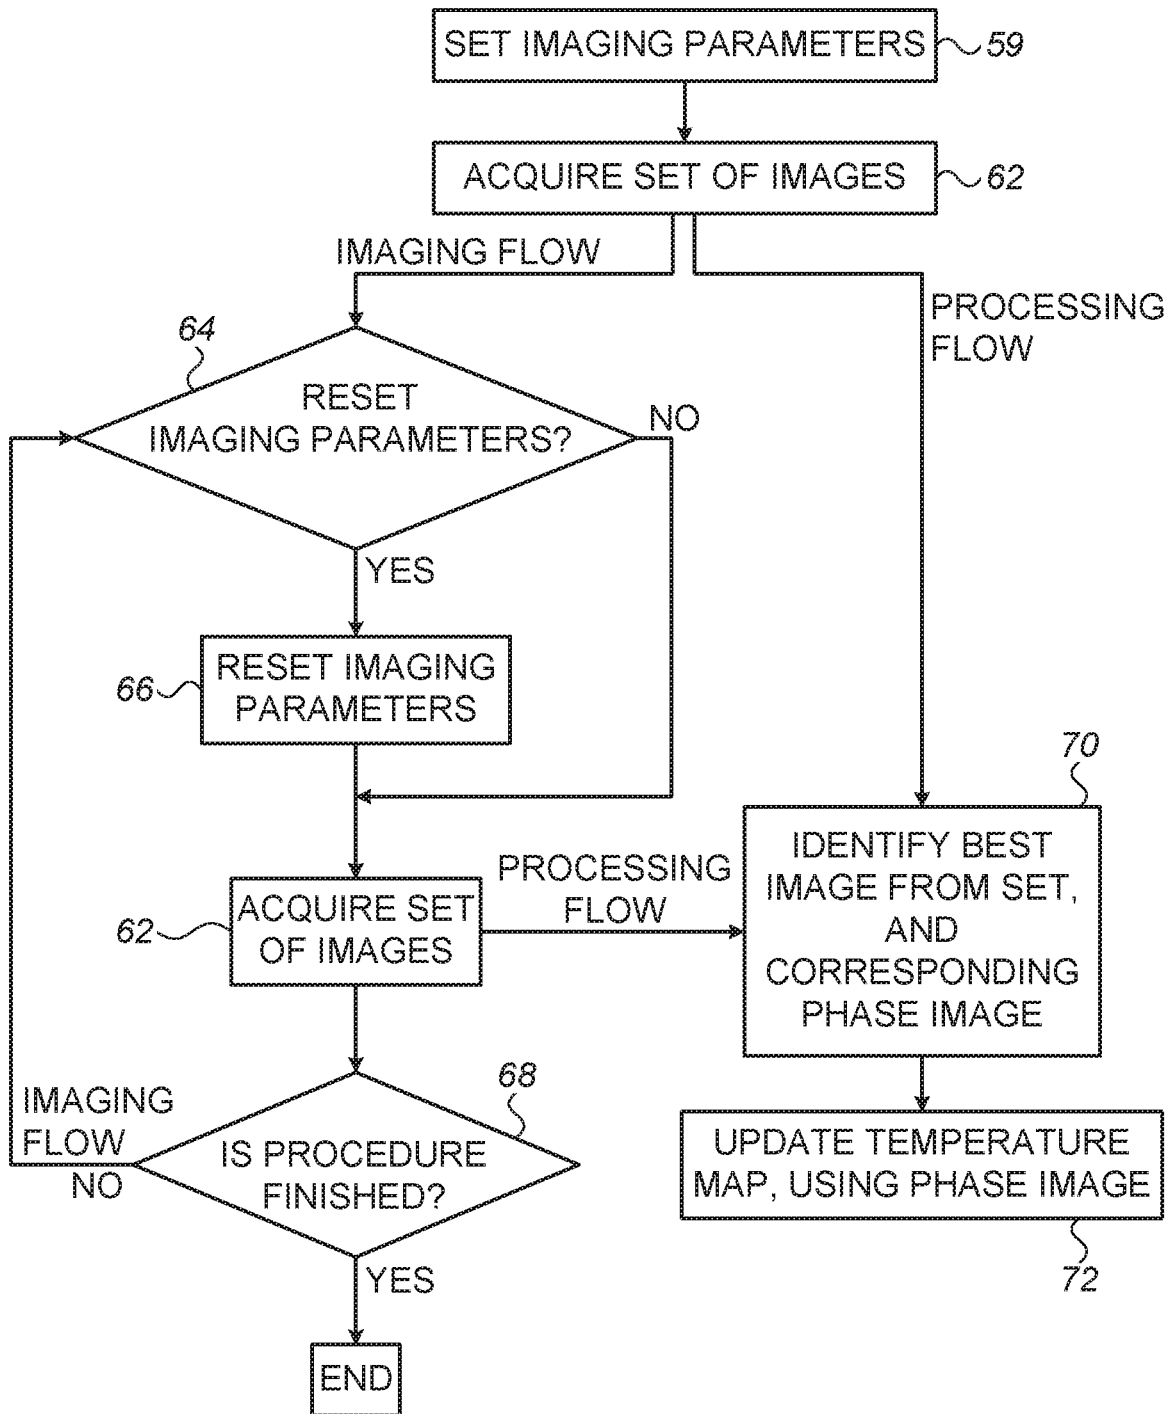 SET IMAGING PARAMETERS
59
ACQUIRE SET OF IMAGES
62
IMAGING FLOW
PROCESSING
FLOW
64
RESET
IMAGING PARAMETERS?
NO
YES
RESET IMAGING
PARAMETERS
66
70
IDENTIFY BEST
IMAGE FROM SET,
AND
CORRESPONDING
PHASE IMAGE
PROCESSING
FLOW
ACQUIRE SET
OF IMAGES
62
68
IMAGING
FLOW
NO
IS PROCEDURE
FINISHED?
UPDATE TEMPERATURE
MAP, USING PHASE IMAGE
72
YES
END